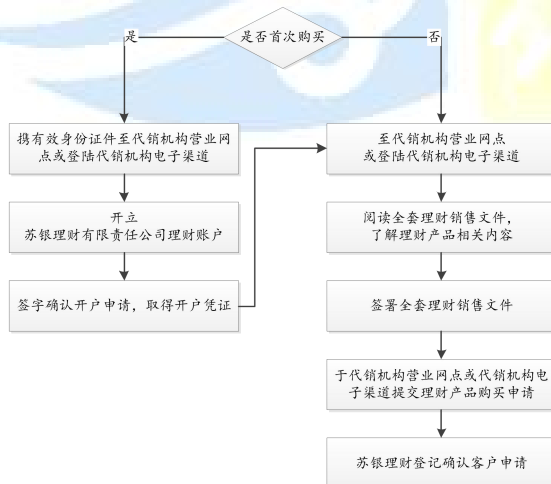 是否首次购买
是
否
携有效身份证件至代销机构营业网
点或登陆代销机构电子渠道
开立
苏银理财有限责任公司理财账户
签字确认开户申请，取得开户凭证
至代销机构营业网点
或登陆代销机构电子渠道
阅读全套理财销售文件，
了解理财产品相关内容
签署全套理财销售文件
于代销机构营业网点或代销机构电
子渠道提交理财产品购买申请
苏银理财登记确认客户申请